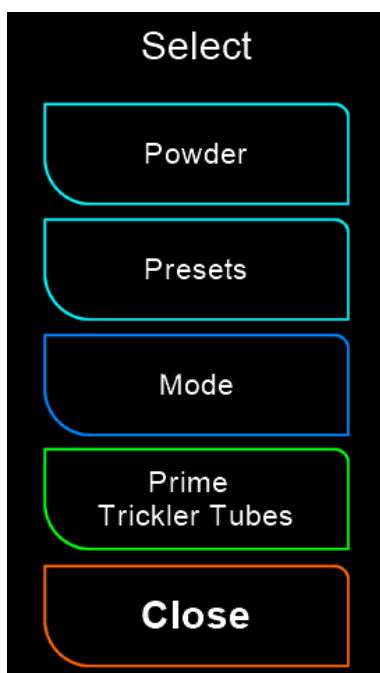 Select
Powder
Presets
Mode
Prime
Trickler Tubes
Close